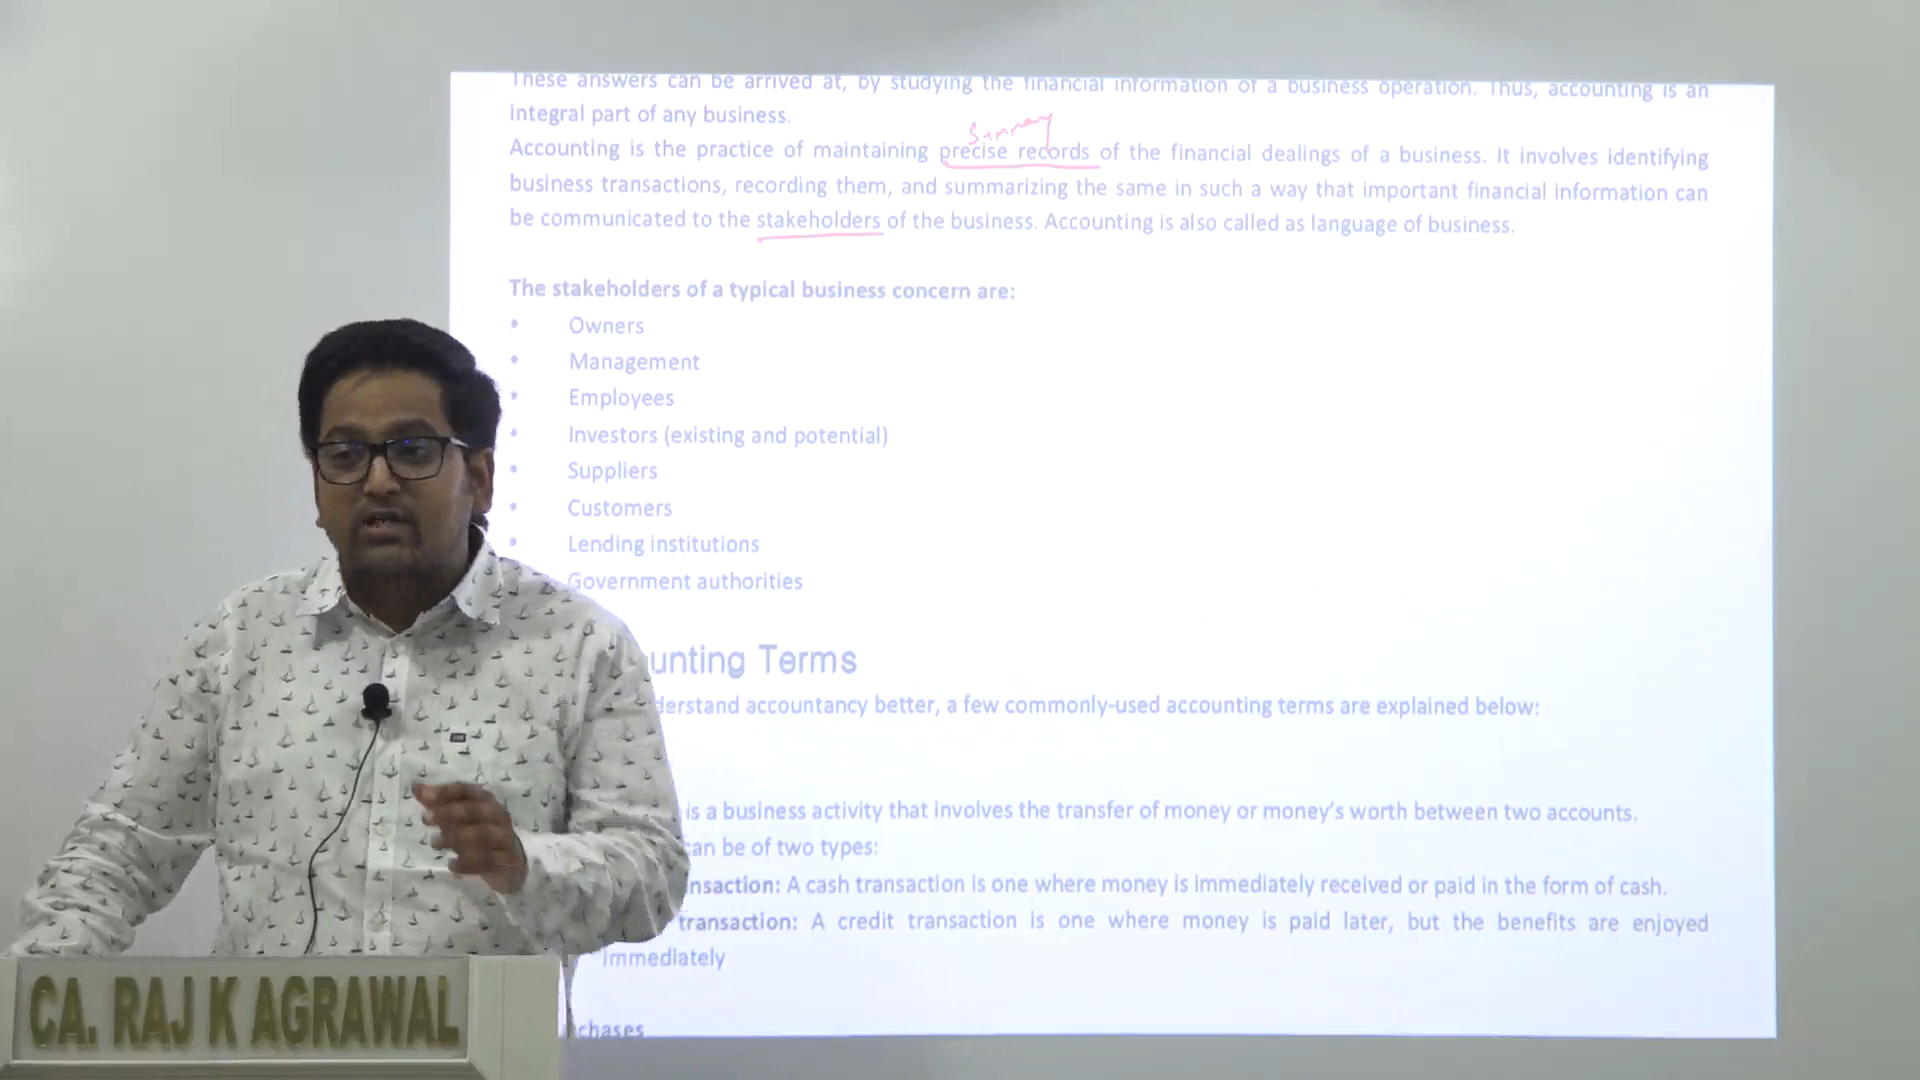 These answers can be arrived at, by studying the financial information of a business operation. Thus, accounting is an
integral part of any business.
Summary
Accounting is the practice of maintaining precise records of the financial dealings of a business. It involves identifying
business transactions, recording them, and summarizing the same in such a way that important financial information can
be communicated to the stakeholders of the business. Accounting is also called as language of business.
The stakeholders of a typical business concern are:
• Owners
• Management
• Employees
• Investors (existing and potential)
• Suppliers
• Customers
• Lending institutions
Government authorities
unting Terms
derstand accountancy better, a few commonly-used accounting terms are explained below:
is a business activity that involves the transfer of money or money’s worth between two accounts.
an be of two types:
nsaction: A cash transaction is one where money is immediately received or paid in the form of cash.
transaction: A credit transaction is one where money is paid later, but the benefits are enjoyed
immediately
chases
CA. RAJ K AGRAWAL